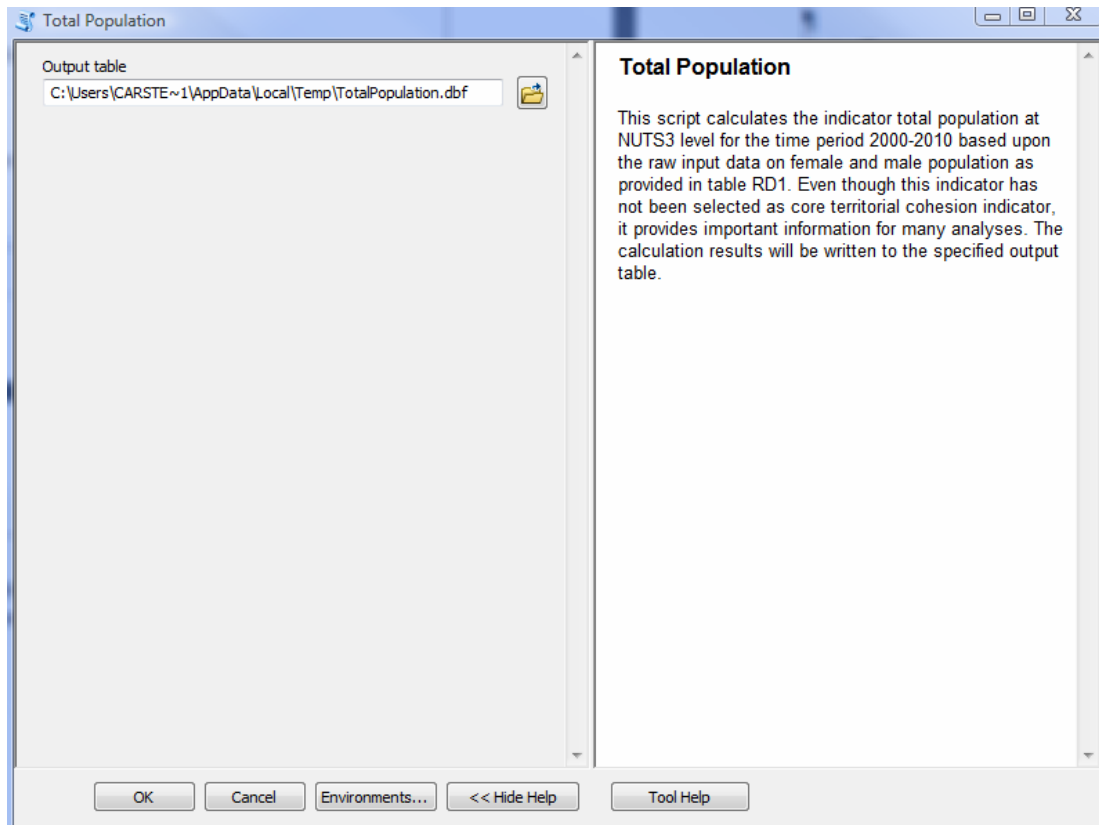 Total Population
Output table
C:\Users\CARSTE~1\AppData\Local\Temp\TotalPopulation.dbf
Total Population
This script calculates the indicator total population at
NUTS3 level for the time period 2000-2010 based upon
the raw input data on female and male population as
provided in table RD1. Even though this indicator has
not been selected as core territorial cohesion indicator,
it provides important information for many analyses. The
calculation results will be written to the specified output
table.
OK
Cancel
Environments...
<< Hide Help
Tool Help